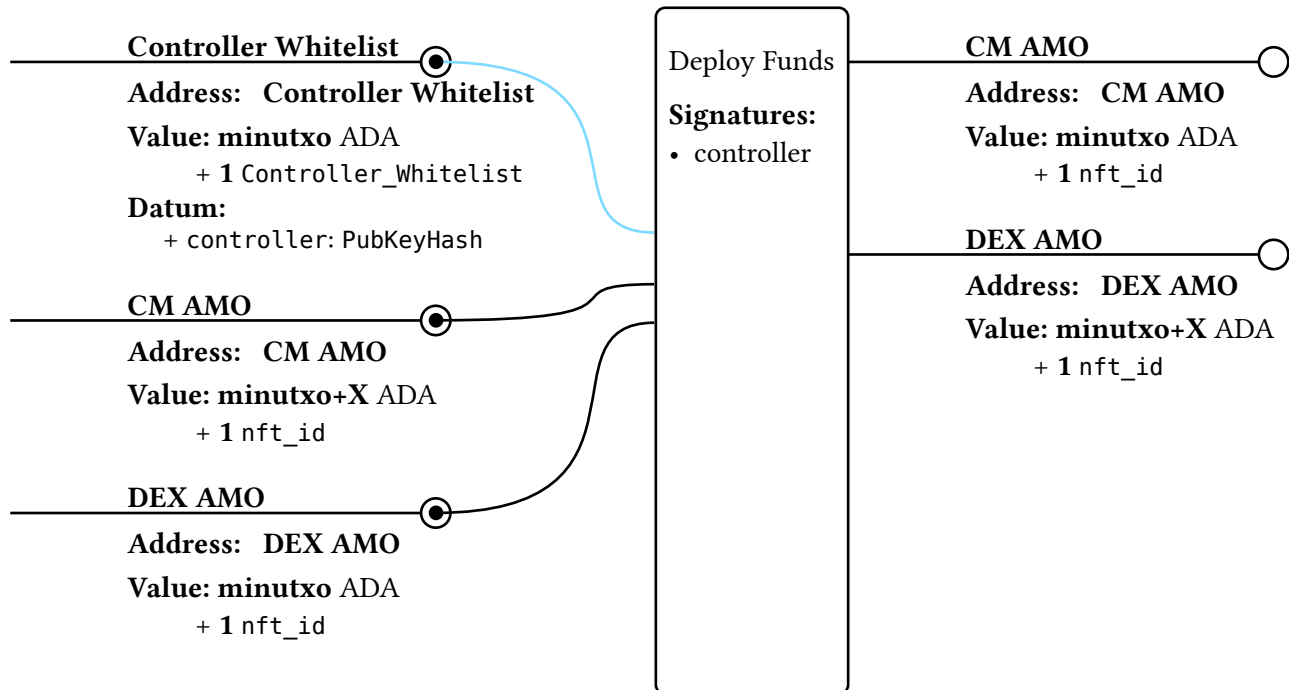 Controller Whitelist
Address: Controller Whitelist
Value: minutxo ADA
+ 1 Controller_Whitelist
Datum:
+ controller: PubKeyHash
CM AMO
Address: CM AMO
Value: minutxo+X ADA
+ 1 nft_id
DEX AMO
Address: DEX AMO
Value: minutxo ADA
+ 1 nft_id
Deploy Funds
Signatures:
• controller
CM AMO
Address: CM AMO
Value: minutxo ADA
+ 1 nft_id
DEX AMO
Address: DEX AMO
Value: minutxo+X ADA
+ 1 nft_id